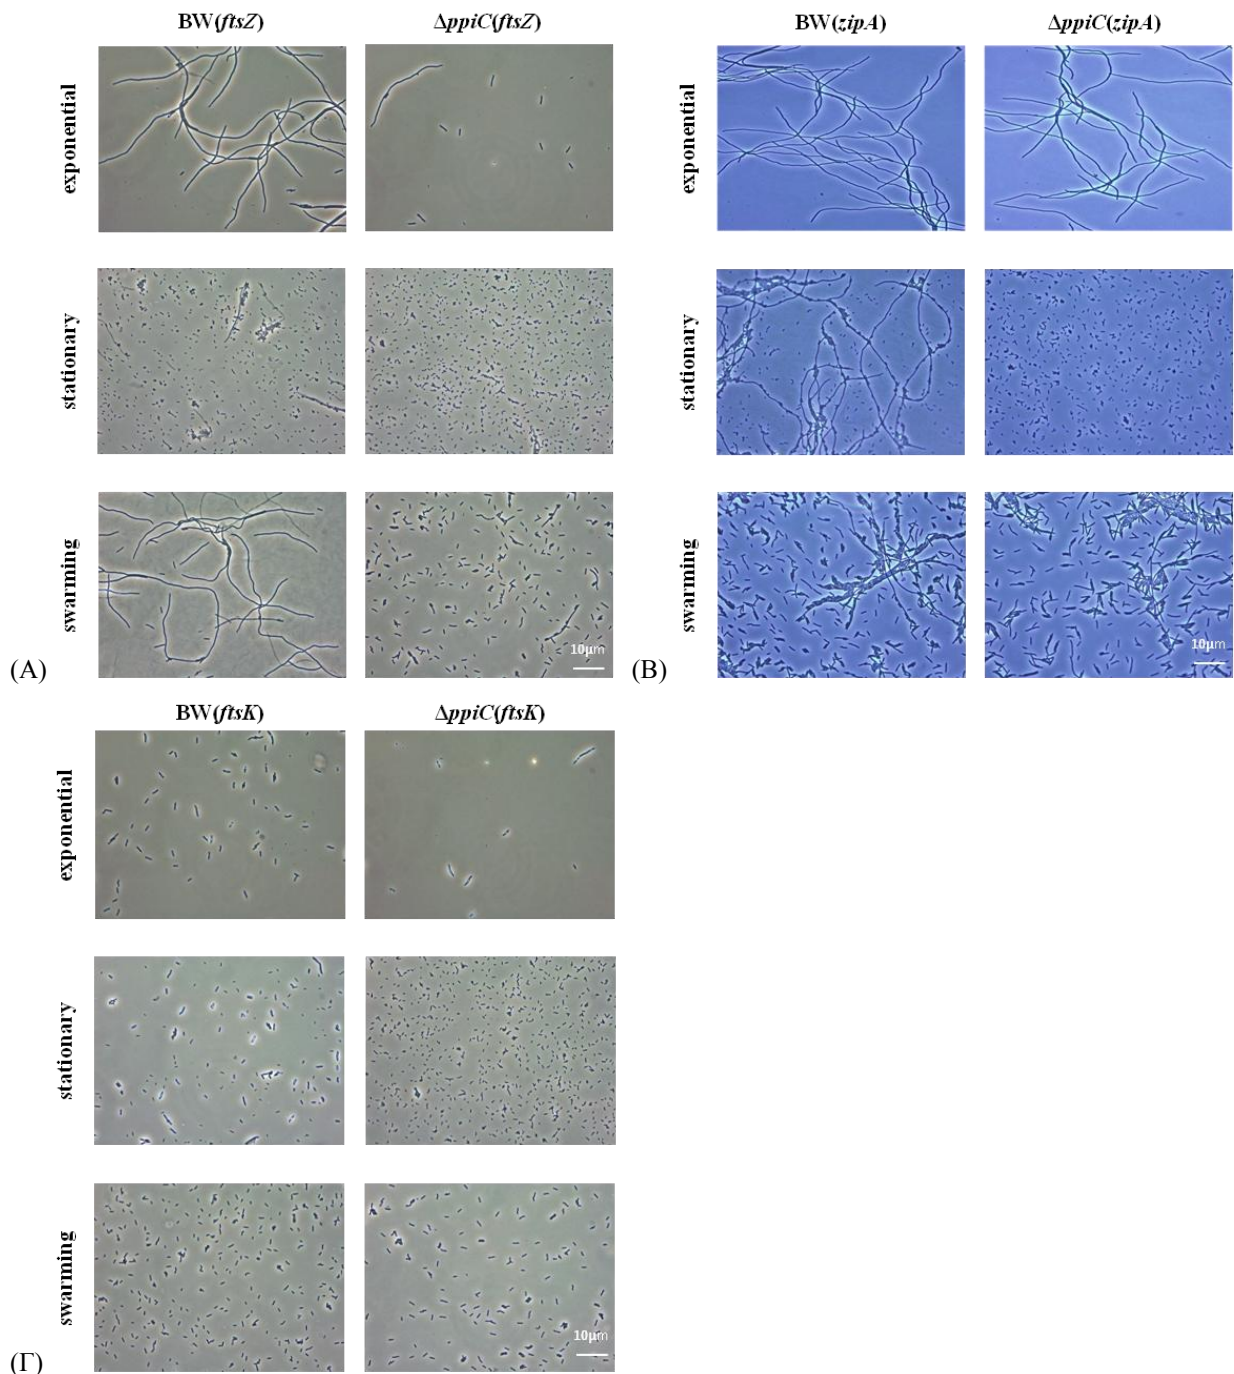 BW(ftsZ) ΔppiC(ftsZ) BW(zipA) ΔppiC(zipA)
exponential exponential
stationary stationary
swarming swarming
10μm 10μm
(Α) (Β)
BW(ftsK) ΔppiC(ftsK)
exponential
stationary
swarming
10μm
(Γ)